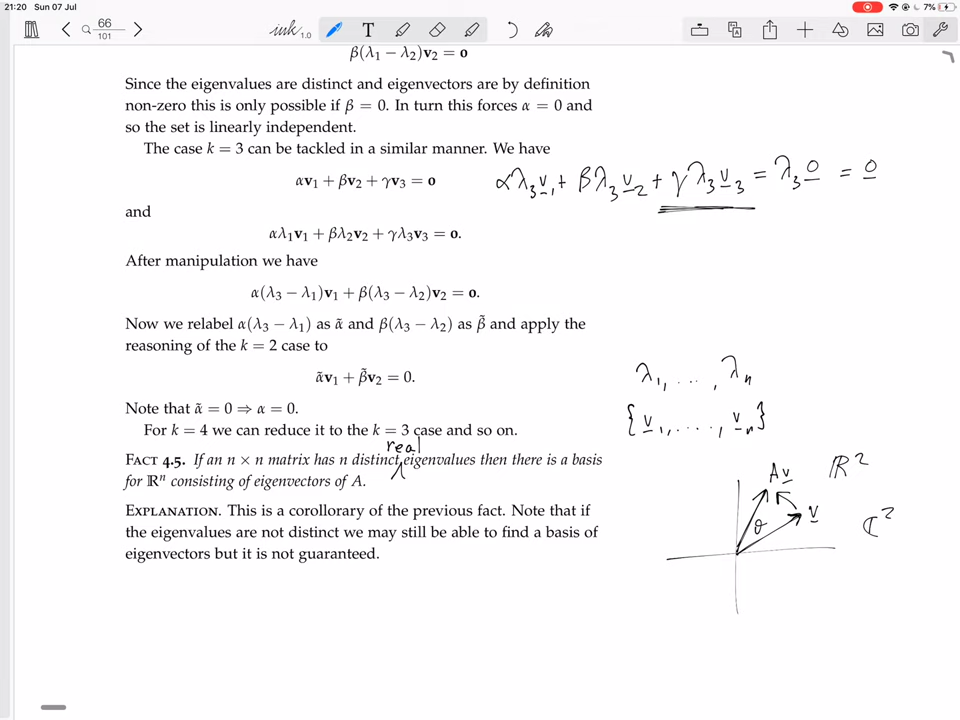 21:20 Sun 07 Jul
7%
66
101
ink 1.0
T
β(λ₁ − λ₂)v₂ = o
Since the eigenvalues are distinct and eigenvectors are by definition
non-zero this is only possible if β = 0. In turn this forces α = 0 and
so the set is linearly independent.
The case k = 3 can be tackled in a similar manner. We have
αv₁ + βv₂ + γv₃ = o
αλ₃v₁ + βλ₃v₂ + γλ₃v₃ = λ₃0 = 0
and
αλ₁v₁ + βλ₂v₂ + γλ₃v₃ = o.
After manipulation we have
α(λ₃ − λ₁)v₁ + β(λ₃ − λ₂)v₂ = o.
Now we relabel α(λ₃ − λ₁) as α̃ and β(λ₃ − λ₂) as β̃ and apply the
reasoning of the k = 2 case to
α̃v₁ + β̃v₂ = 0.
λ₁, ..., λₙ
Note that α̃ = 0 ⇒ α = 0.
{v₁, ...., vₙ}
For k = 4 we can reduce it to the k = 3 case and so on.
real
FACT 4.5. If an n × n matrix has n distinct eigenvalues then there is a basis
for ℝⁿ consisting of eigenvectors of A.
EXPLANATION. This is a corollory of the previous fact. Note that if
the eigenvalues are not distinct we may still be able to find a basis of
eigenvectors but it is not guaranteed.
Av
ℝ²
v
θ
ℂ²